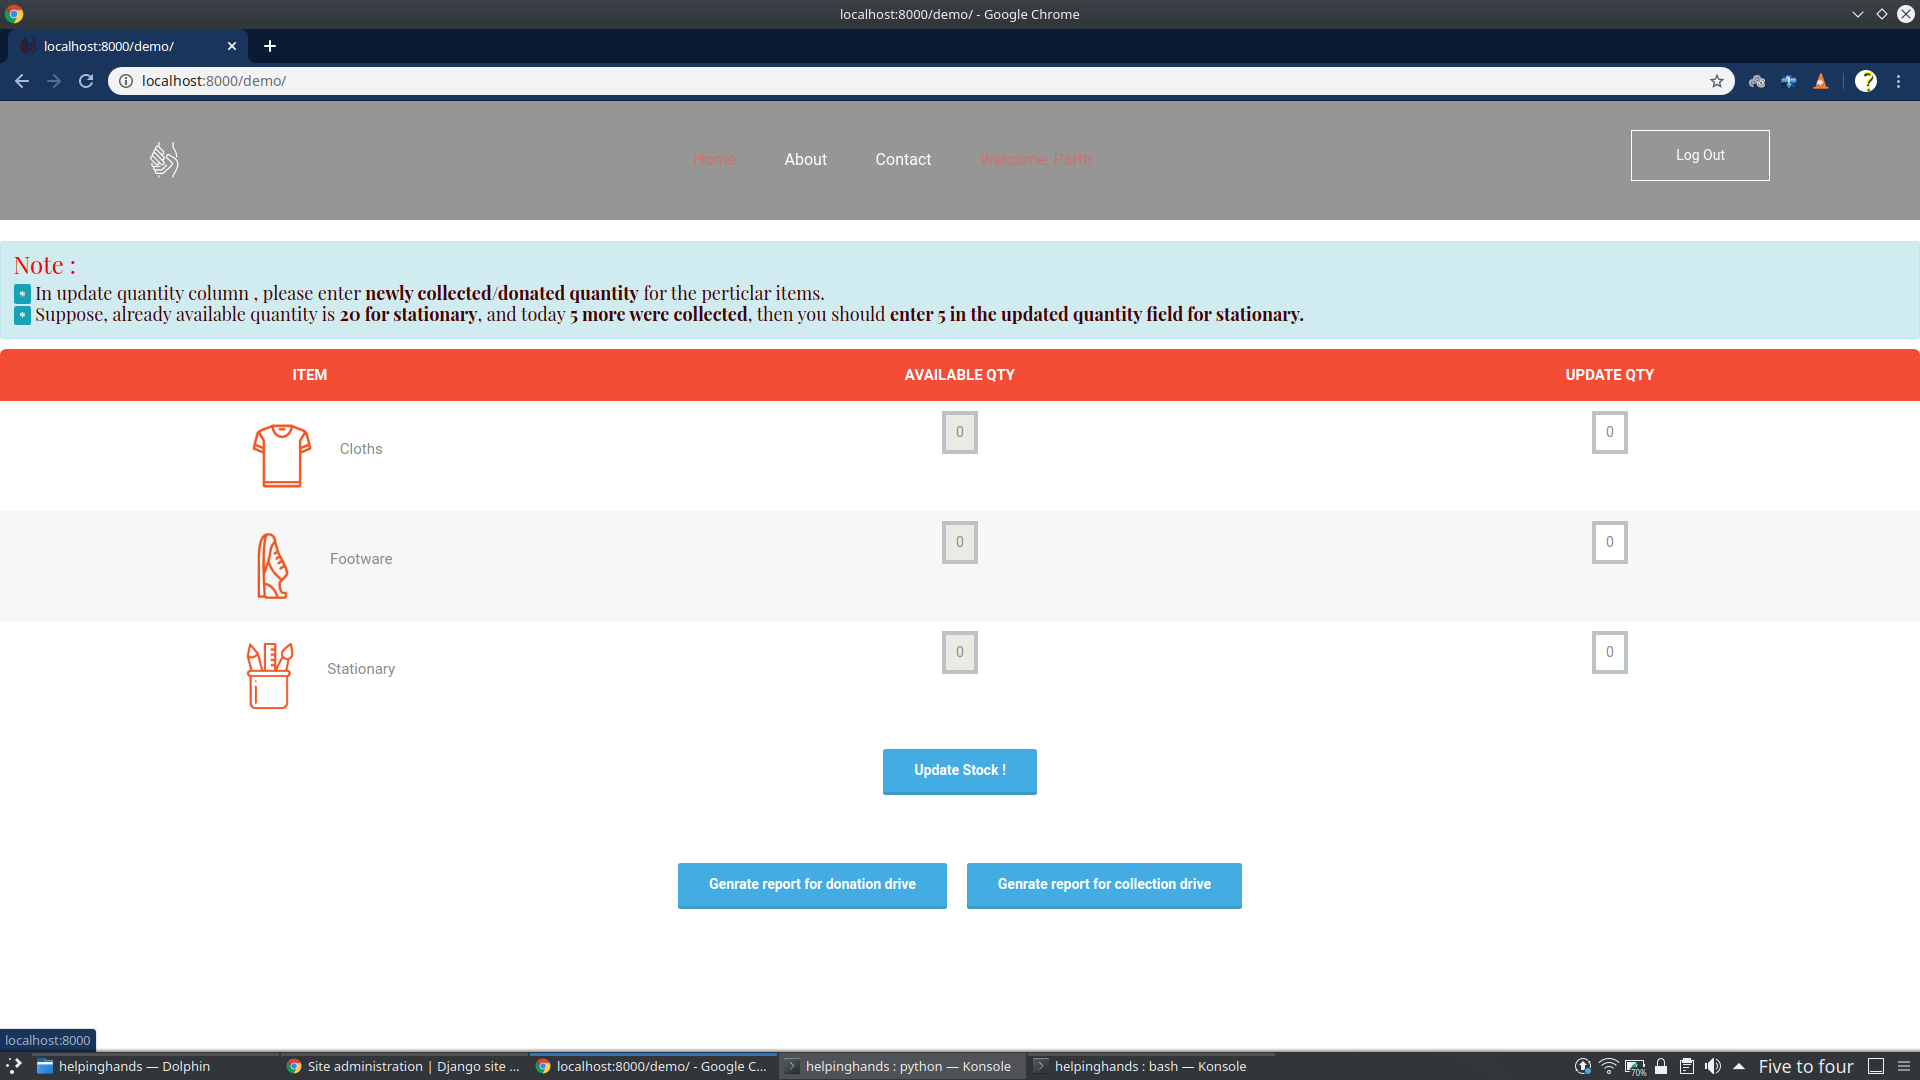 localhost:8000/demo/ - Google Chrome
localhost:8000/demo/
localhost:8000/demo/
Home About Contact Welcome, Parth Log Out
Note :
* In update quantity column , please enter newly collected/donated quantity for the perticlar items.
* Suppose, already available quantity is 20 for stationary, and today 5 more were collected, then you should enter 5 in the updated quantity field for stationary.
ITEM AVAILABLE QTY UPDATE QTY
Cloths 0 0
Footware 0 0
Stationary 0 0
Update Stock !
Genrate report for donation drive Genrate report for collection drive
localhost:8000
helpinghands — Dolphin Site administration | Django site ... localhost:8000/demo/ - Google C... helpinghands : python — Konsole helpinghands : bash — Konsole 70% Five to four